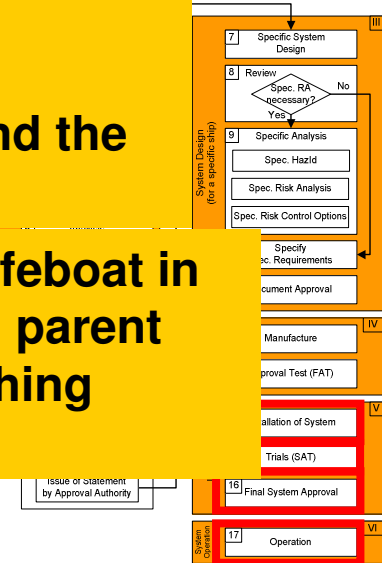 III
7
Specific System
Design
8
Review
Spec. RA
necessary?
No
Yes
9
Specific Analysis
Spec. HazId
Spec. Risk Analysis
Spec. Risk Control Options
System Design
(for a specific ship)
nd the
Specify
ec. Requirements
cument Approval
feboat in
parent
hing
IV
Manufacture
proval Test (FAT)
V
allation of System
Trials (SAT)
16
Final System Approval
Issue of Statement
by Approval Authority
VI
17
Operation
System
Operation